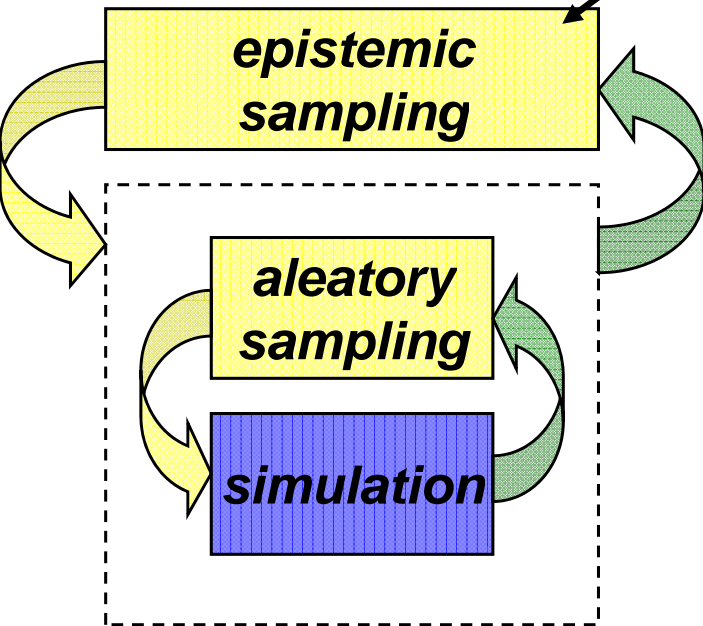 epistemic
sampling
aleatory
sampling
simulation